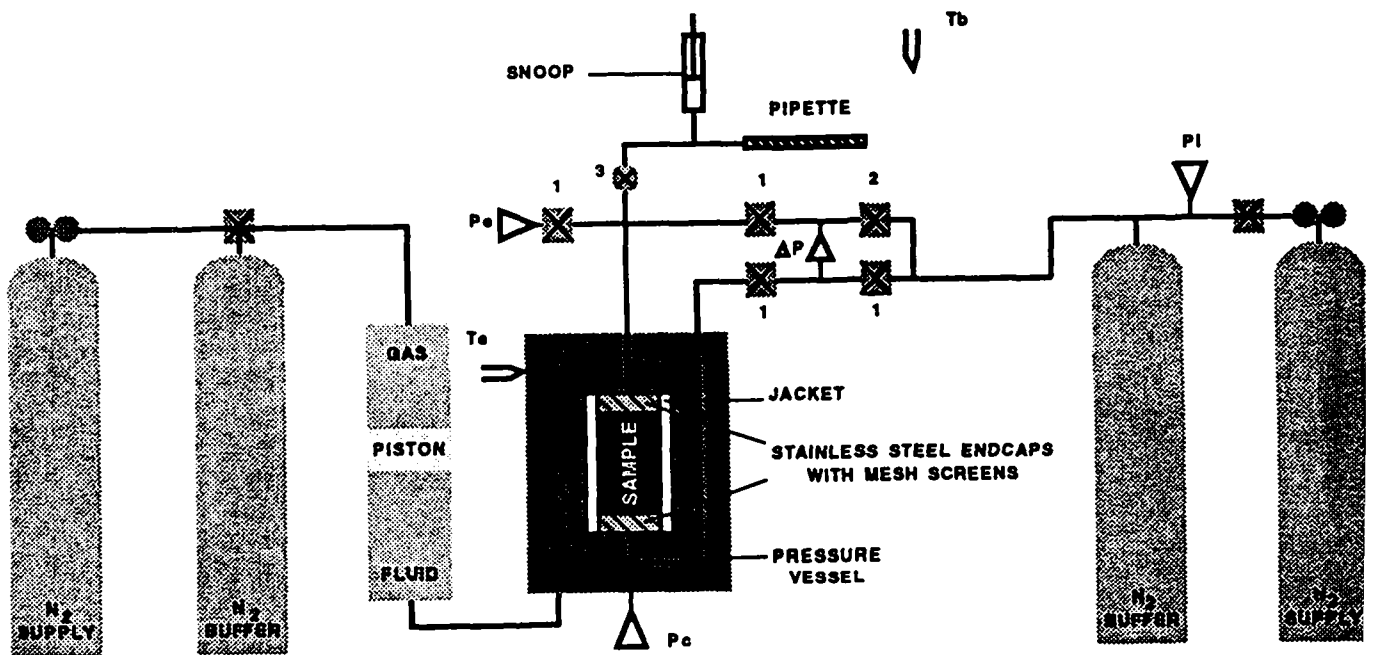 Tb
SNOOP
PIPETTE
PI
3
1
1
2
Pe
ΔP
1
1
Te
GAS
JACKET
PISTON
SAMPLE
STAINLESS STEEL ENDCAPS
WITH MESH SCREENS
PRESSURE
VESSEL
FLUID
N2
SUPPLY
N2
BUFFER
Pc
N2
BUFFER
N2
SUPPLY